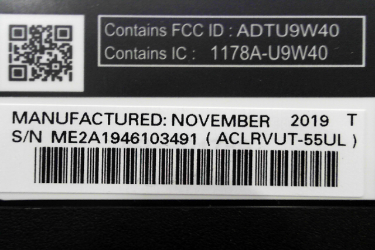 Contains FCC ID : ADTU9W40
Contains IC : 1178A-U9W40
MANUFACTURED: NOVEMBER 2019 T
S/N ME2A1946103491 ( ACLRVUT-55UL )